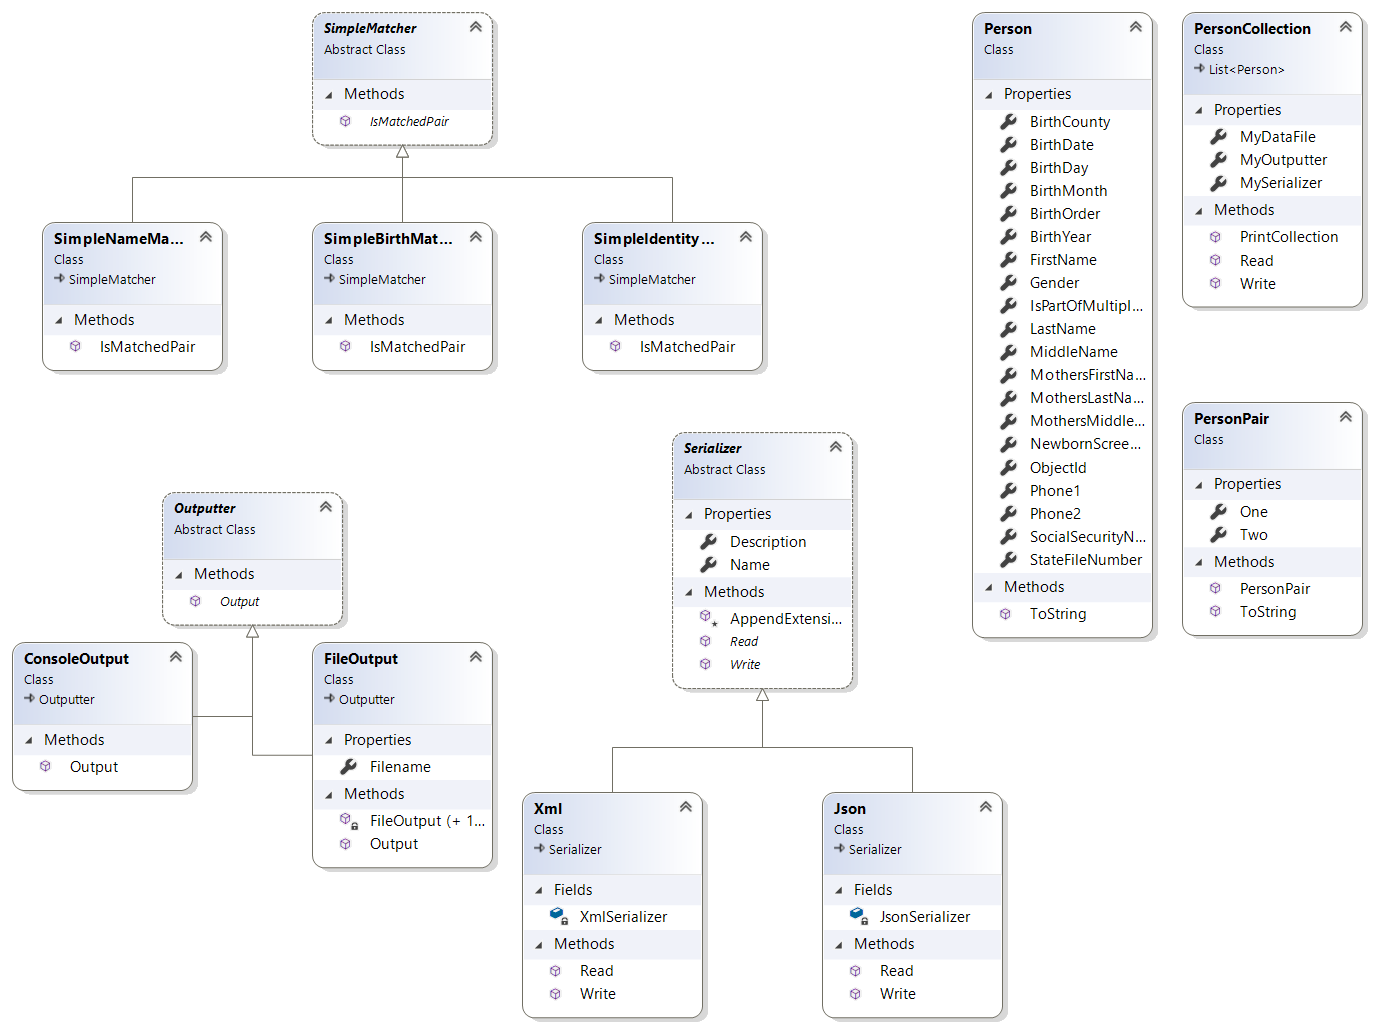 SimpleMatcher
Abstract Class
Methods
IsMatchedPair
SimpleNameMa...
Class
SimpleMatcher
Methods
IsMatchedPair
SimpleBirthMat...
Class
SimpleMatcher
Methods
IsMatchedPair
SimpleIdentity...
Class
SimpleMatcher
Methods
IsMatchedPair
Person
Class
Properties
BirthCounty
BirthDate
BirthDay
BirthMonth
BirthOrder
BirthYear
FirstName
Gender
IsPartOfMultipl...
LastName
MiddleName
MothersFirstNa...
MothersLastNa...
MothersMiddle...
NewbornScree...
ObjectId
Phone1
Phone2
SocialSecurityN...
StateFileNumber
Methods
ToString
PersonCollection
Class
List<Person>
Properties
MyDataFile
MyOutputter
MySerializer
Methods
PrintCollection
Read
Write
PersonPair
Class
Properties
One
Two
Methods
PersonPair
ToString
Outputter
Abstract Class
Methods
Output
ConsoleOutput
Class
Outputter
Methods
Output
FileOutput
Class
Outputter
Properties
Filename
Methods
FileOutput (+ 1...
Output
Serializer
Abstract Class
Properties
Description
Name
Methods
AppendExtensi...
Read
Write
Xml
Class
Serializer
Fields
XmlSerializer
Methods
Read
Write
Json
Class
Serializer
Fields
JsonSerializer
Methods
Read
Write